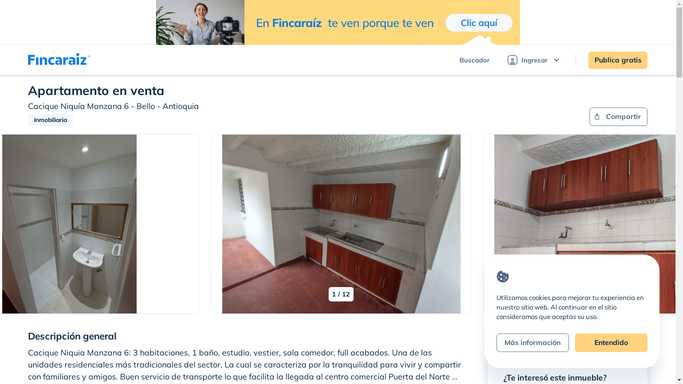 En Fincaraíz te ven porque te ven
Clic aquí
Fincaraíz
Buscador
Ingresar
Publica gratis
Apartamento en venta
Cacique Niquía Manzana 6 - Bello - Antioquia
Inmobiliaria
Compartir
1 / 12
Utilizamos cookies para mejorar tu experiencia en
nuestro sitio web. Al continuar en el sitio
consideramos que aceptas su uso.
Más información
Entendido
Descripción general
Cacique Niquia Manzana 6: 3 habitaciones, 1 baño, estudio, vestier, sala comedor, full acabados. Una de las
unidades residenciales más tradicionales del sector. La cual se caracteriza por la tranquilidad para vivir y compartir
con familiares y amigos. Buen servicio de transporte lo que facilita la llegada al centro comercial Puerta del Norte ...
¿Te interesó este inmueble?